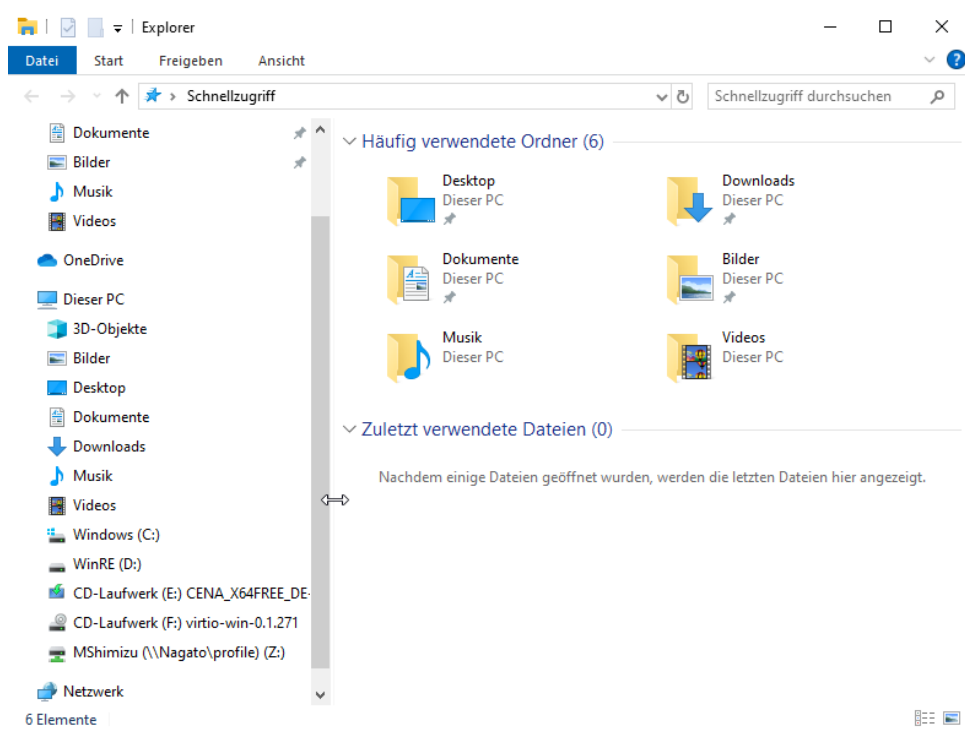 Explorer
Datei Start Freigeben Ansicht
Schnellzugriff
Schnellzugriff durchsuchen
Dokumente
Bilder
Musik
Videos
OneDrive
Dieser PC
3D-Objekte
Bilder
Desktop
Dokumente
Downloads
Musik
Videos
Windows (C:)
WinRE (D:)
CD-Laufwerk (E:) CENA_X64FREE_DE-
CD-Laufwerk (F:) virtio-win-0.1.271
MShimizu (\\Nagato\profile) (Z:)
Netzwerk
Häufig verwendete Ordner (6)
Desktop
Dieser PC
Downloads
Dieser PC
Dokumente
Dieser PC
Bilder
Dieser PC
Musik
Dieser PC
Videos
Dieser PC
Zuletzt verwendete Dateien (0)
Nachdem einige Dateien geöffnet wurden, werden die letzten Dateien hier angezeigt.
6 Elemente